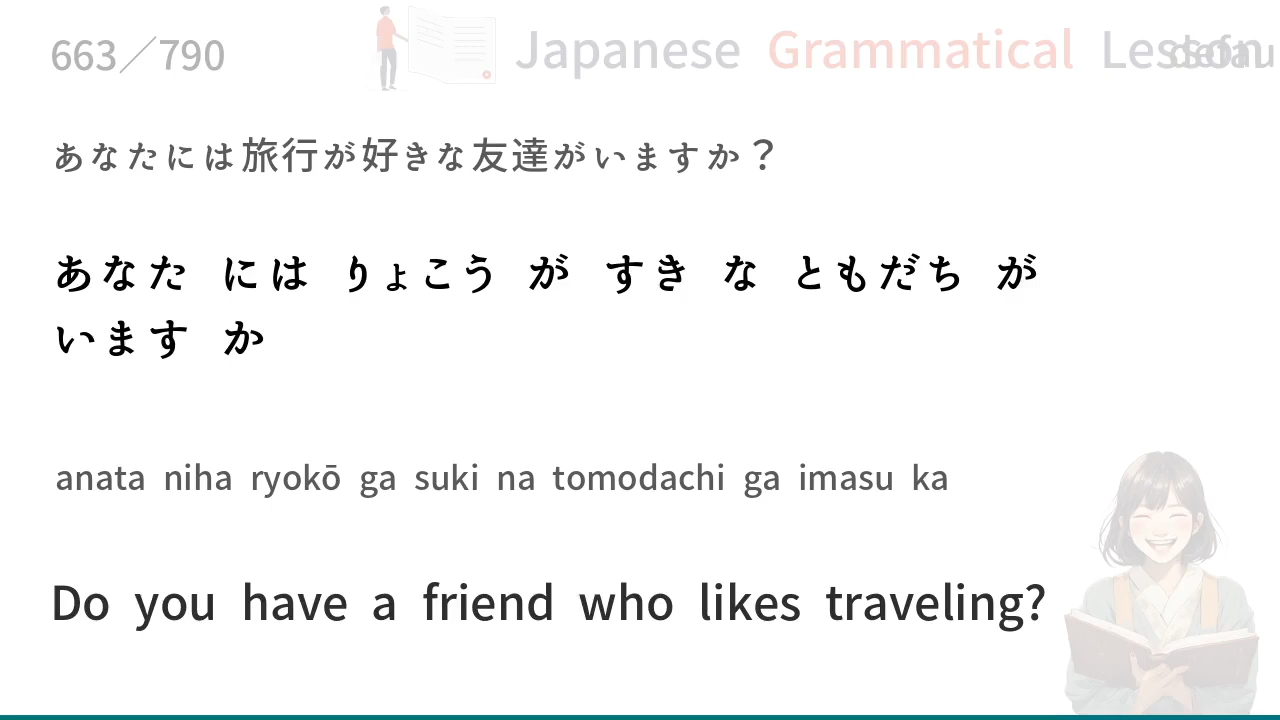 663／790
Japanese Grammatical Lesson
defau
あなたには旅行が好きな友達がいますか？
あなた には りょこう が すき な ともだち が
います か
anata niha ryokō ga suki na tomodachi ga imasu ka
Do you have a friend who likes traveling?